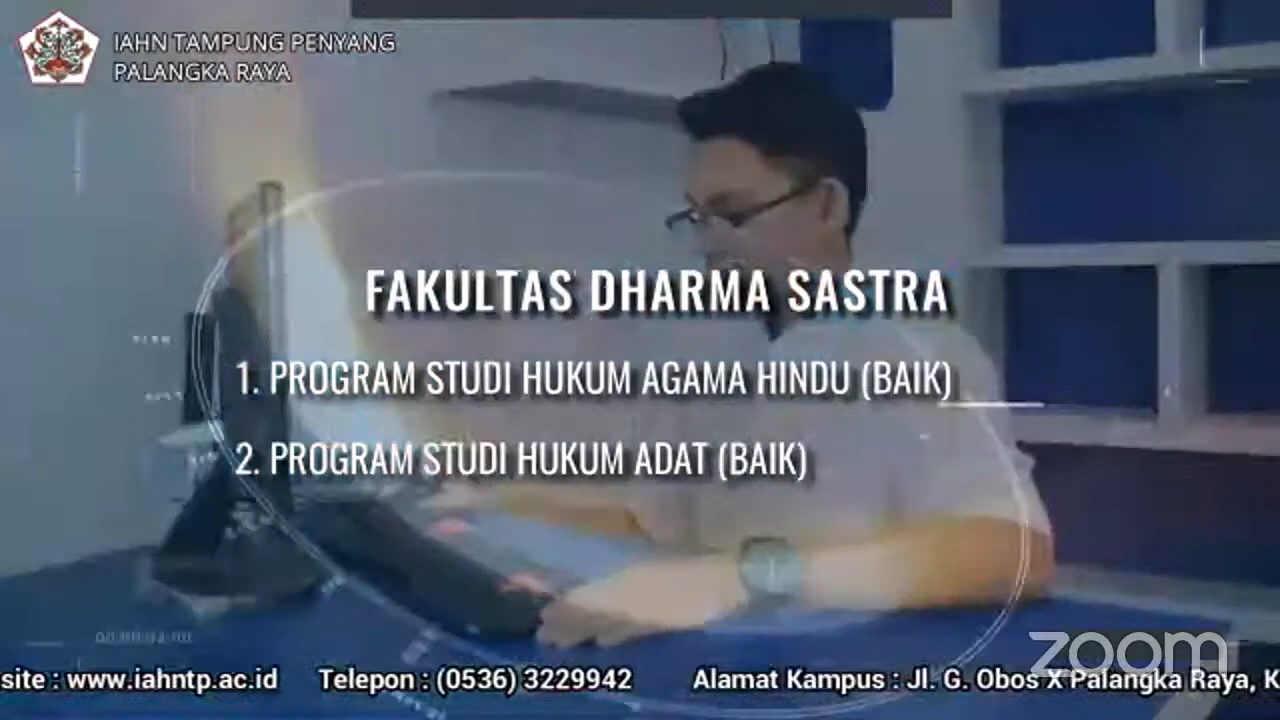 IAHN TAMPUNG PENYANG
PALANGKA RAYA
FAKULTAS DHARMA SASTRA
1. PROGRAM STUDI HUKUM AGAMA HINDU (BAIK)
2. PROGRAM STUDI HUKUM ADAT (BAIK)
zoom
site : www.iahntp.ac.id Telepon : (0536) 3229942 Alamat Kampus : Jl. G. Obos X Palangka Raya, K